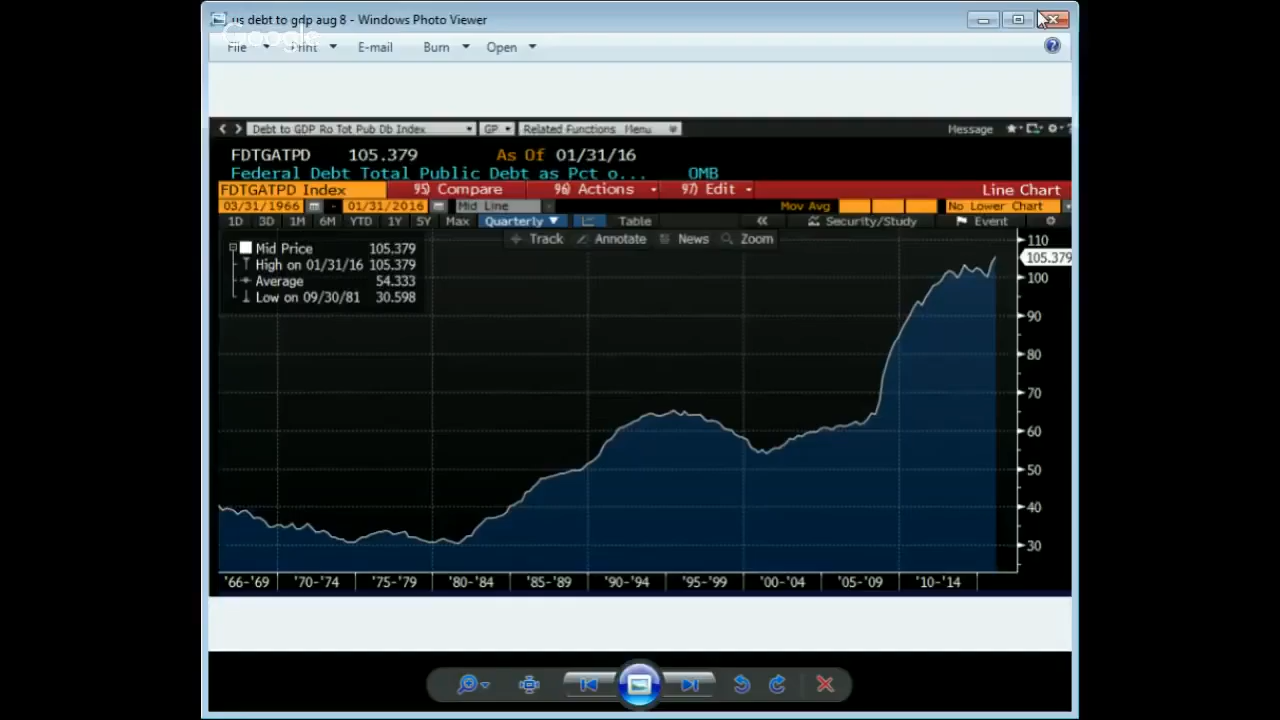 us debt to gdp aug 8 - Windows Photo Viewer
Google
File Print E-mail Burn Open
Debt to GDP Ro Tot Pub Db Index GP Related Functions Menu Message
FDTGATPD 105.379 As Of 01/31/16
Federal Debt Total Public Debt as Pct o... OMB
FDTGATPD Index 95) Compare 96) Actions 97) Edit Line Chart
03/31/1966 - 01/31/2016 Mid Line Mov Avg No Lower Chart
1D 3D 1M 6M YTD 1Y 5Y Max Quarterly ▼ Table « Security/Study Event
Track Annotate News Zoom
Mid Price 105.379
High on 01/31/16 105.379
Average 54.333
Low on 09/30/81 30.598
110
105.379
100
90
80
70
60
50
40
30
'66-'69 '70-'74 '75-'79 '80-'84 '85-'89 '90-'94 '95-'99 '00-'04 '05-'09 '10-'14